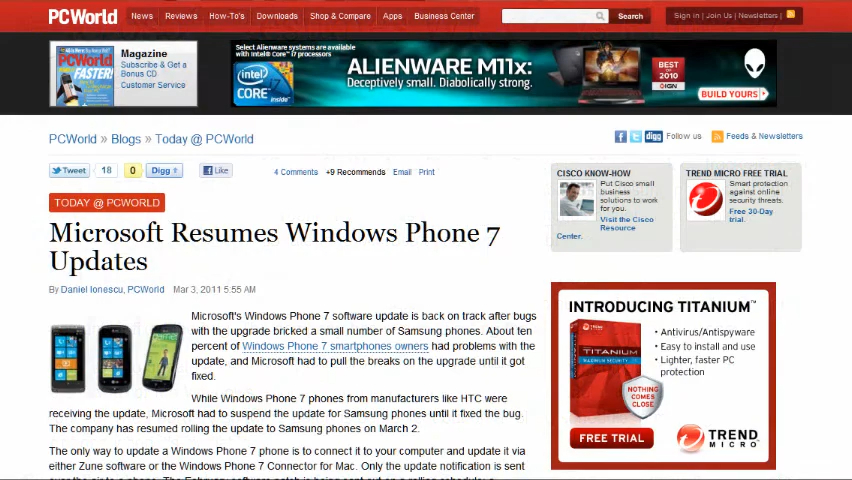 PCWorld News Reviews How-To's Downloads Shop & Compare Apps Business Center Search Sign in | Join Us | Newsletters |
Magazine
Subscribe & Get a
Bonus CD
Customer Service
PCWorld
FASTER!
Select Alienware systems are available
with Intel® Core™ i7 processors
intel
CORE
inside™
ALIENWARE M11x:
Deceptively small. Diabolically strong.
BEST
OF
2010
IGN
BUILD YOURS
PCWorld » Blogs » Today @ PCWorld
digg Follow us Feeds & Newsletters
Tweet 18 0 Digg Like 4 Comments +9 Recommends Email Print
TODAY @ PCWORLD
Microsoft Resumes Windows Phone 7
Updates
By Daniel Ionescu, PCWorld Mar 3, 2011 5:55 AM
Microsoft's Windows Phone 7 software update is back on track after bugs
with the upgrade bricked a small number of Samsung phones. About ten
percent of Windows Phone 7 smartphones owners had problems with the
update, and Microsoft had to pull the breaks on the upgrade until it got
fixed.
While Windows Phone 7 phones from manufacturers like HTC were
receiving the update, Microsoft had to suspend the update for Samsung phones until it fixed the bug.
The company has resumed rolling the update to Samsung phones on March 2.
The only way to update a Windows Phone 7 phone is to connect it to your computer and update it via
either Zune software or the Windows Phone 7 Connector for Mac. Only the update notification is sent
CISCO KNOW-HOW
Put Cisco small
business
solutions to work
for you.
Visit the Cisco
Resource
Center.
TREND MICRO FREE TRIAL
Smart protection
against online
security threats.
Free 30-Day
trial.
INTRODUCING TITANIUM™
• Antivirus/Antispyware
• Easy to install and use
• Lighter, faster PC
protection
TITANIUM
NOTHING
COMES
CLOSE
FREE TRIAL
TREND
MICRO